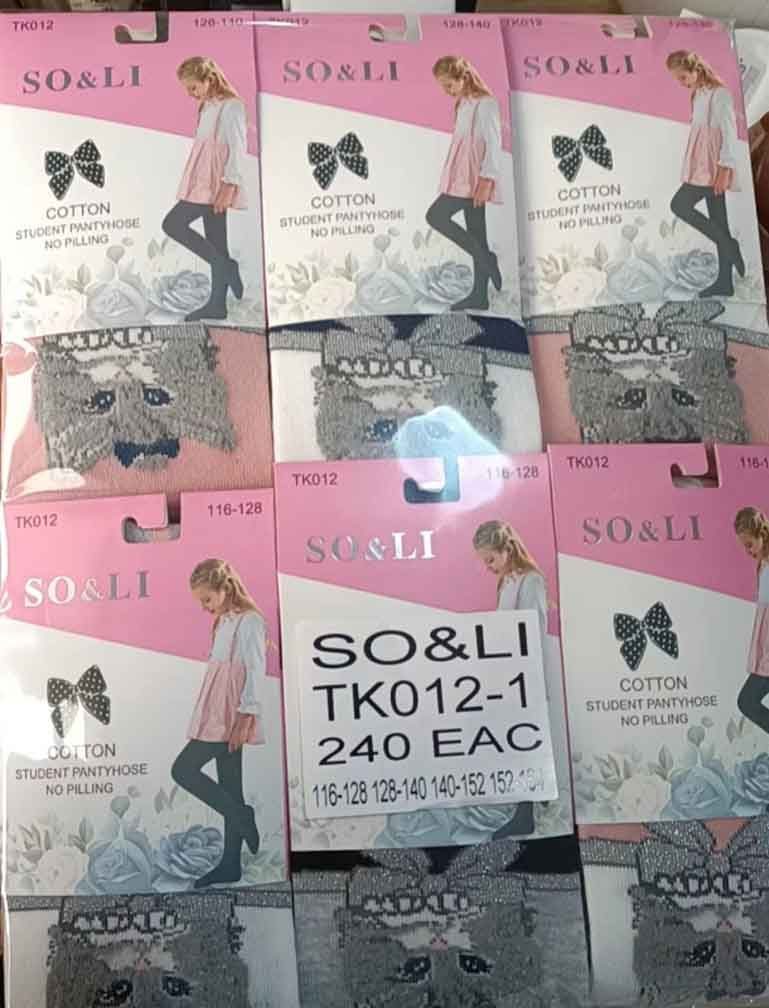 TK012
128-140
SO&LI
COTTON
STUDENT PANTYHOSE
NO PILLING
128-140
SO&LI
COTTON
STUDENT PANTYHOSE
NO PILLING
TK012
SO&LI
COTTON
STUDENT PANTYHOSE
NO PILLING
TK012
116-128
SO&LI
COTTON
STUDENT PANTYHOSE
NO PILLING
TK012
116-128
SO&LI
SO&LI
TK012-1
240 EAC
116-128 128-140 140-152
TK012
SO&LI
COTTON
STUDENT PANTYHOSE
NO PILLING